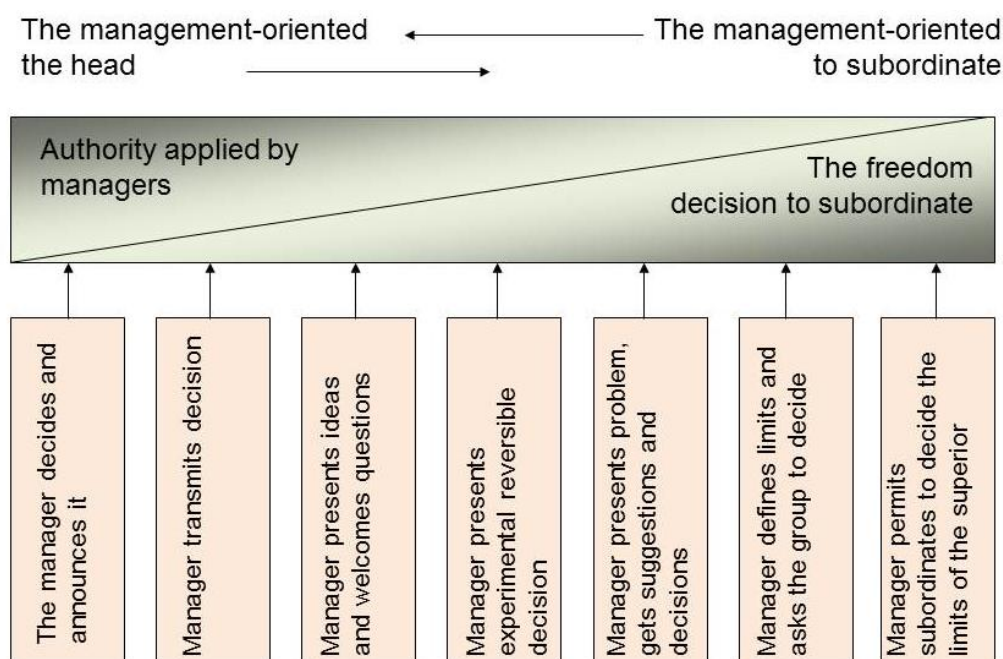 The management-oriented
the head
The management-oriented
to subordinate
Authority applied by
managers
The freedom
decision to subordinate
The manager decides and
announces it
Manager transmits decision
Manager presents ideas
and welcomes questions
Manager presents
experimental reversible
decision
Manager presents problem,
gets suggestions and
decisions
Manager defines limits and
asks the group to decide
Manager permits
subordinates to decide the
limits of the superior